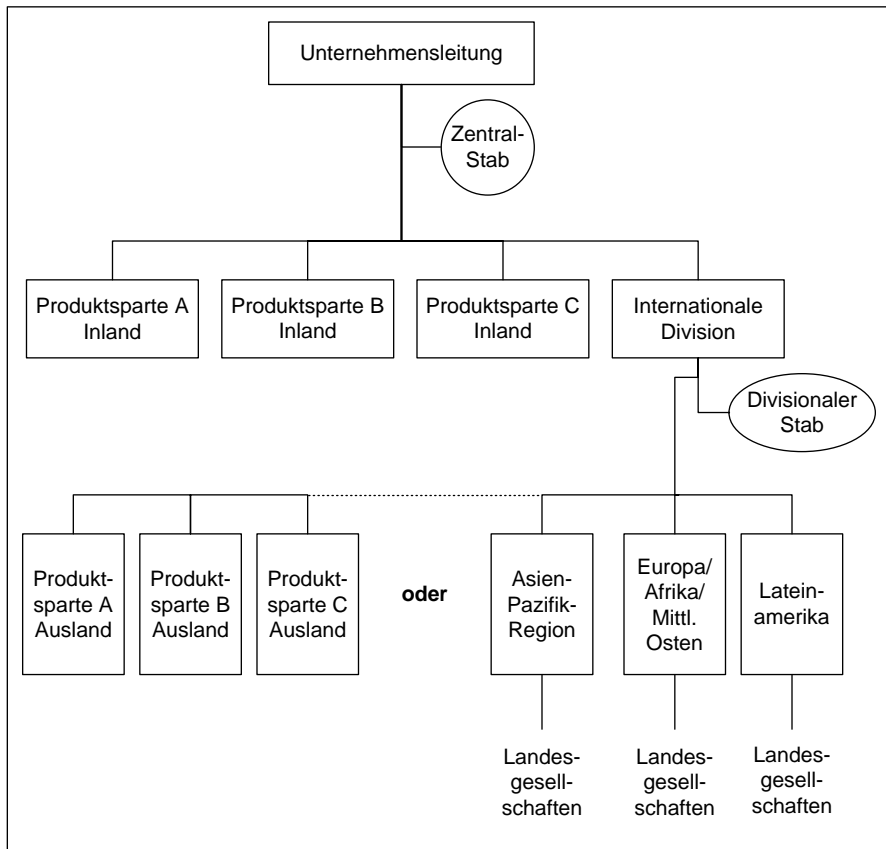 Unternehmensleitung
Zentral-
Stab
Produktsparte A
Inland
Produktsparte B
Inland
Produktsparte C
Inland
Internationale
Division
Divisionaler
Stab
Produkt-
sparte A
Ausland
Produkt-
sparte B
Ausland
Produkt-
sparte C
Ausland
oder
Asien-
Pazifik-
Region
Europa/
Afrika/
Mittl.
Osten
Latein-
amerika
Landes-
gesell-
schaften
Landes-
gesell-
schaften
Landes-
gesell-
schaften